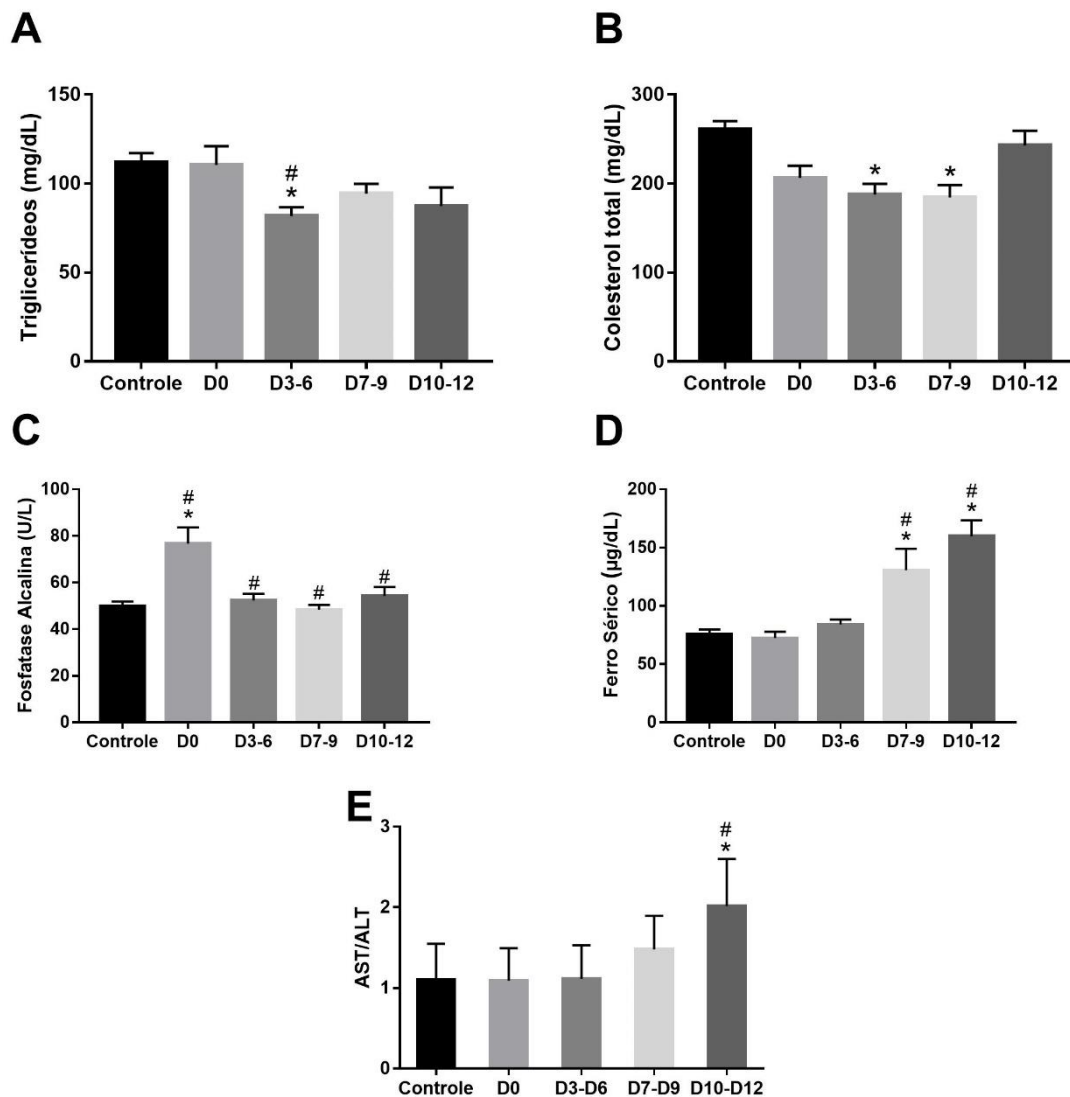 A
Triglicerídeos (mg/dL)
150
100
50
0
#
*
Controle D0 D3-6 D7-9 D10-12
B
Colesterol total (mg/dL)
300
200
100
0
* *
Controle D0 D3-6 D7-9 D10-12
C
Fosfatase Alcalina (U/L)
100
80
60
40
20
0
#
*
# # #
Controle D0 D3-6 D7-9 D10-12
D
Ferro Sérico (µg/dL)
200
150
100
50
0
# #
* *
Controle D0 D3-6 D7-9 D10-12
E
AST/ALT
3
2
1
0
#
*
Controle D0 D3-D6 D7-D9 D10-D12